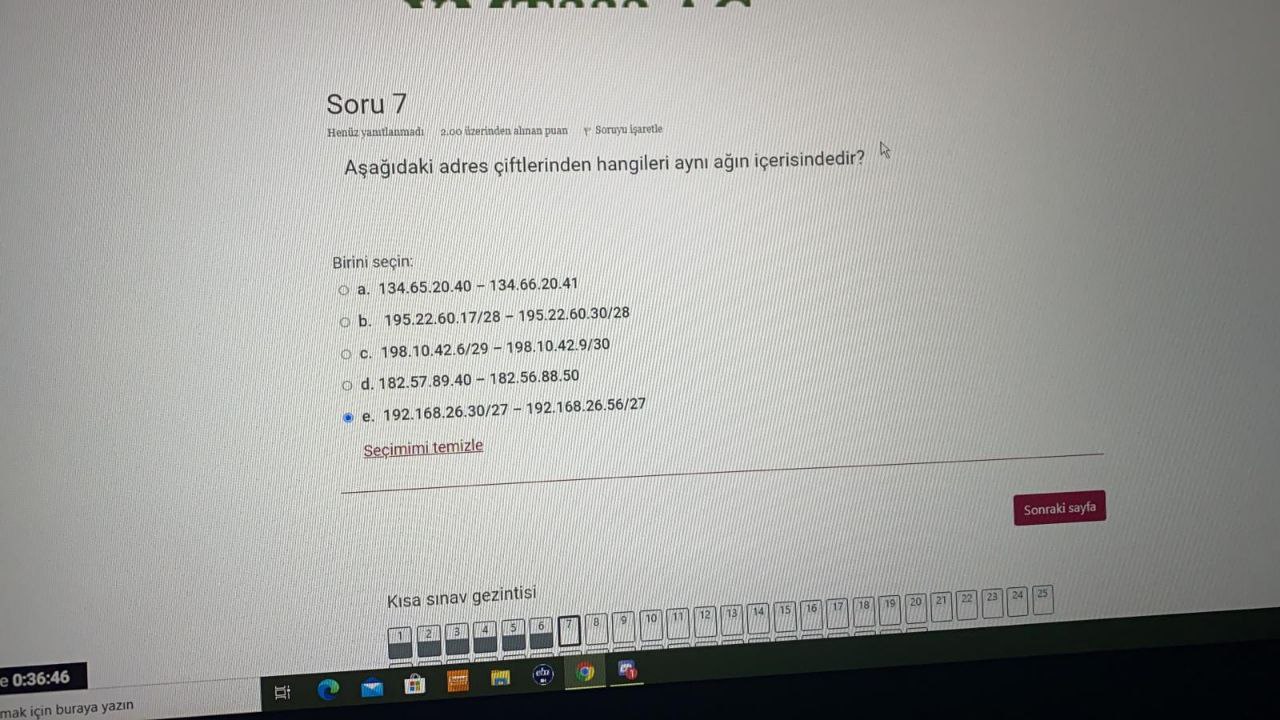 Soru 7
Henüz yanıtlanmadı 2.00 üzerinden alınan puan Soruyu işaretle
Aşağıdaki adres çiftlerinden hangileri aynı ağın içerisindedir?
Birini seçin:
a. 134.65.20.40 – 134.66.20.41
b. 195.22.60.17/28 – 195.22.60.30/28
c. 198.10.42.6/29 – 198.10.42.9/30
d. 182.57.89.40 – 182.56.88.50
e. 192.168.26.30/27 – 192.168.26.56/27
Seçimimi temizle
Sonraki sayfa
Kısa sınav gezintisi
1 2 3 4 5 6 7 8 9 10 11 12 13 14 15 16 17 18 19 20 21 22 23 24 25
e 0:36:46
mak için buraya yazın